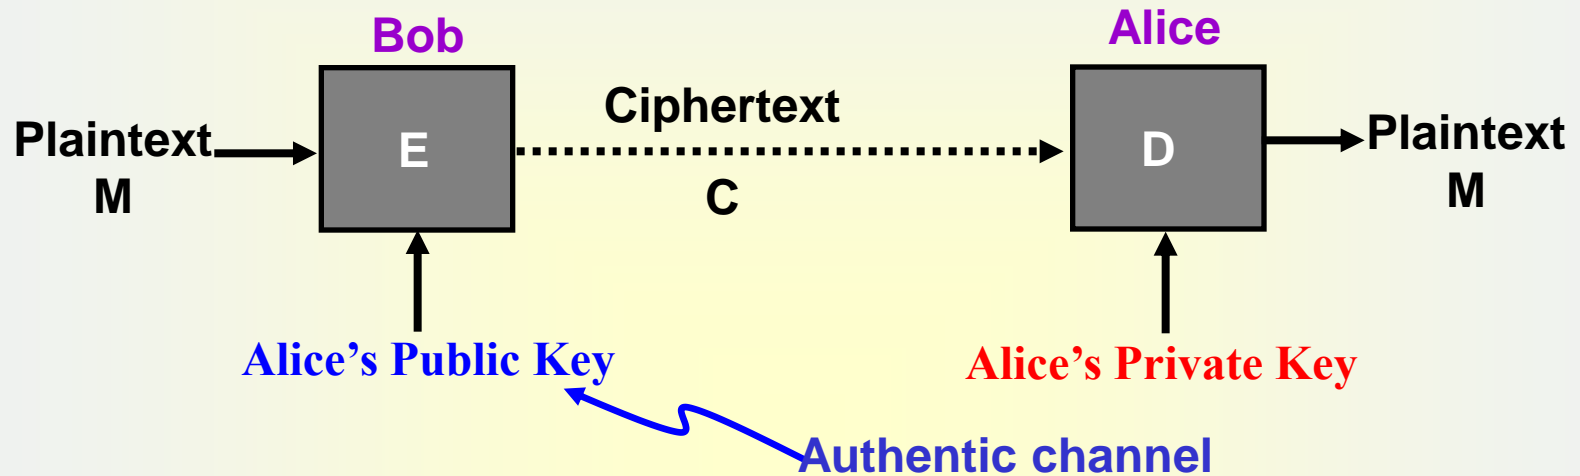 Bob
Alice
Plaintext
M
E
Ciphertext
C
D
Plaintext
M
Alice’s Public Key
Alice’s Private Key
Authentic channel